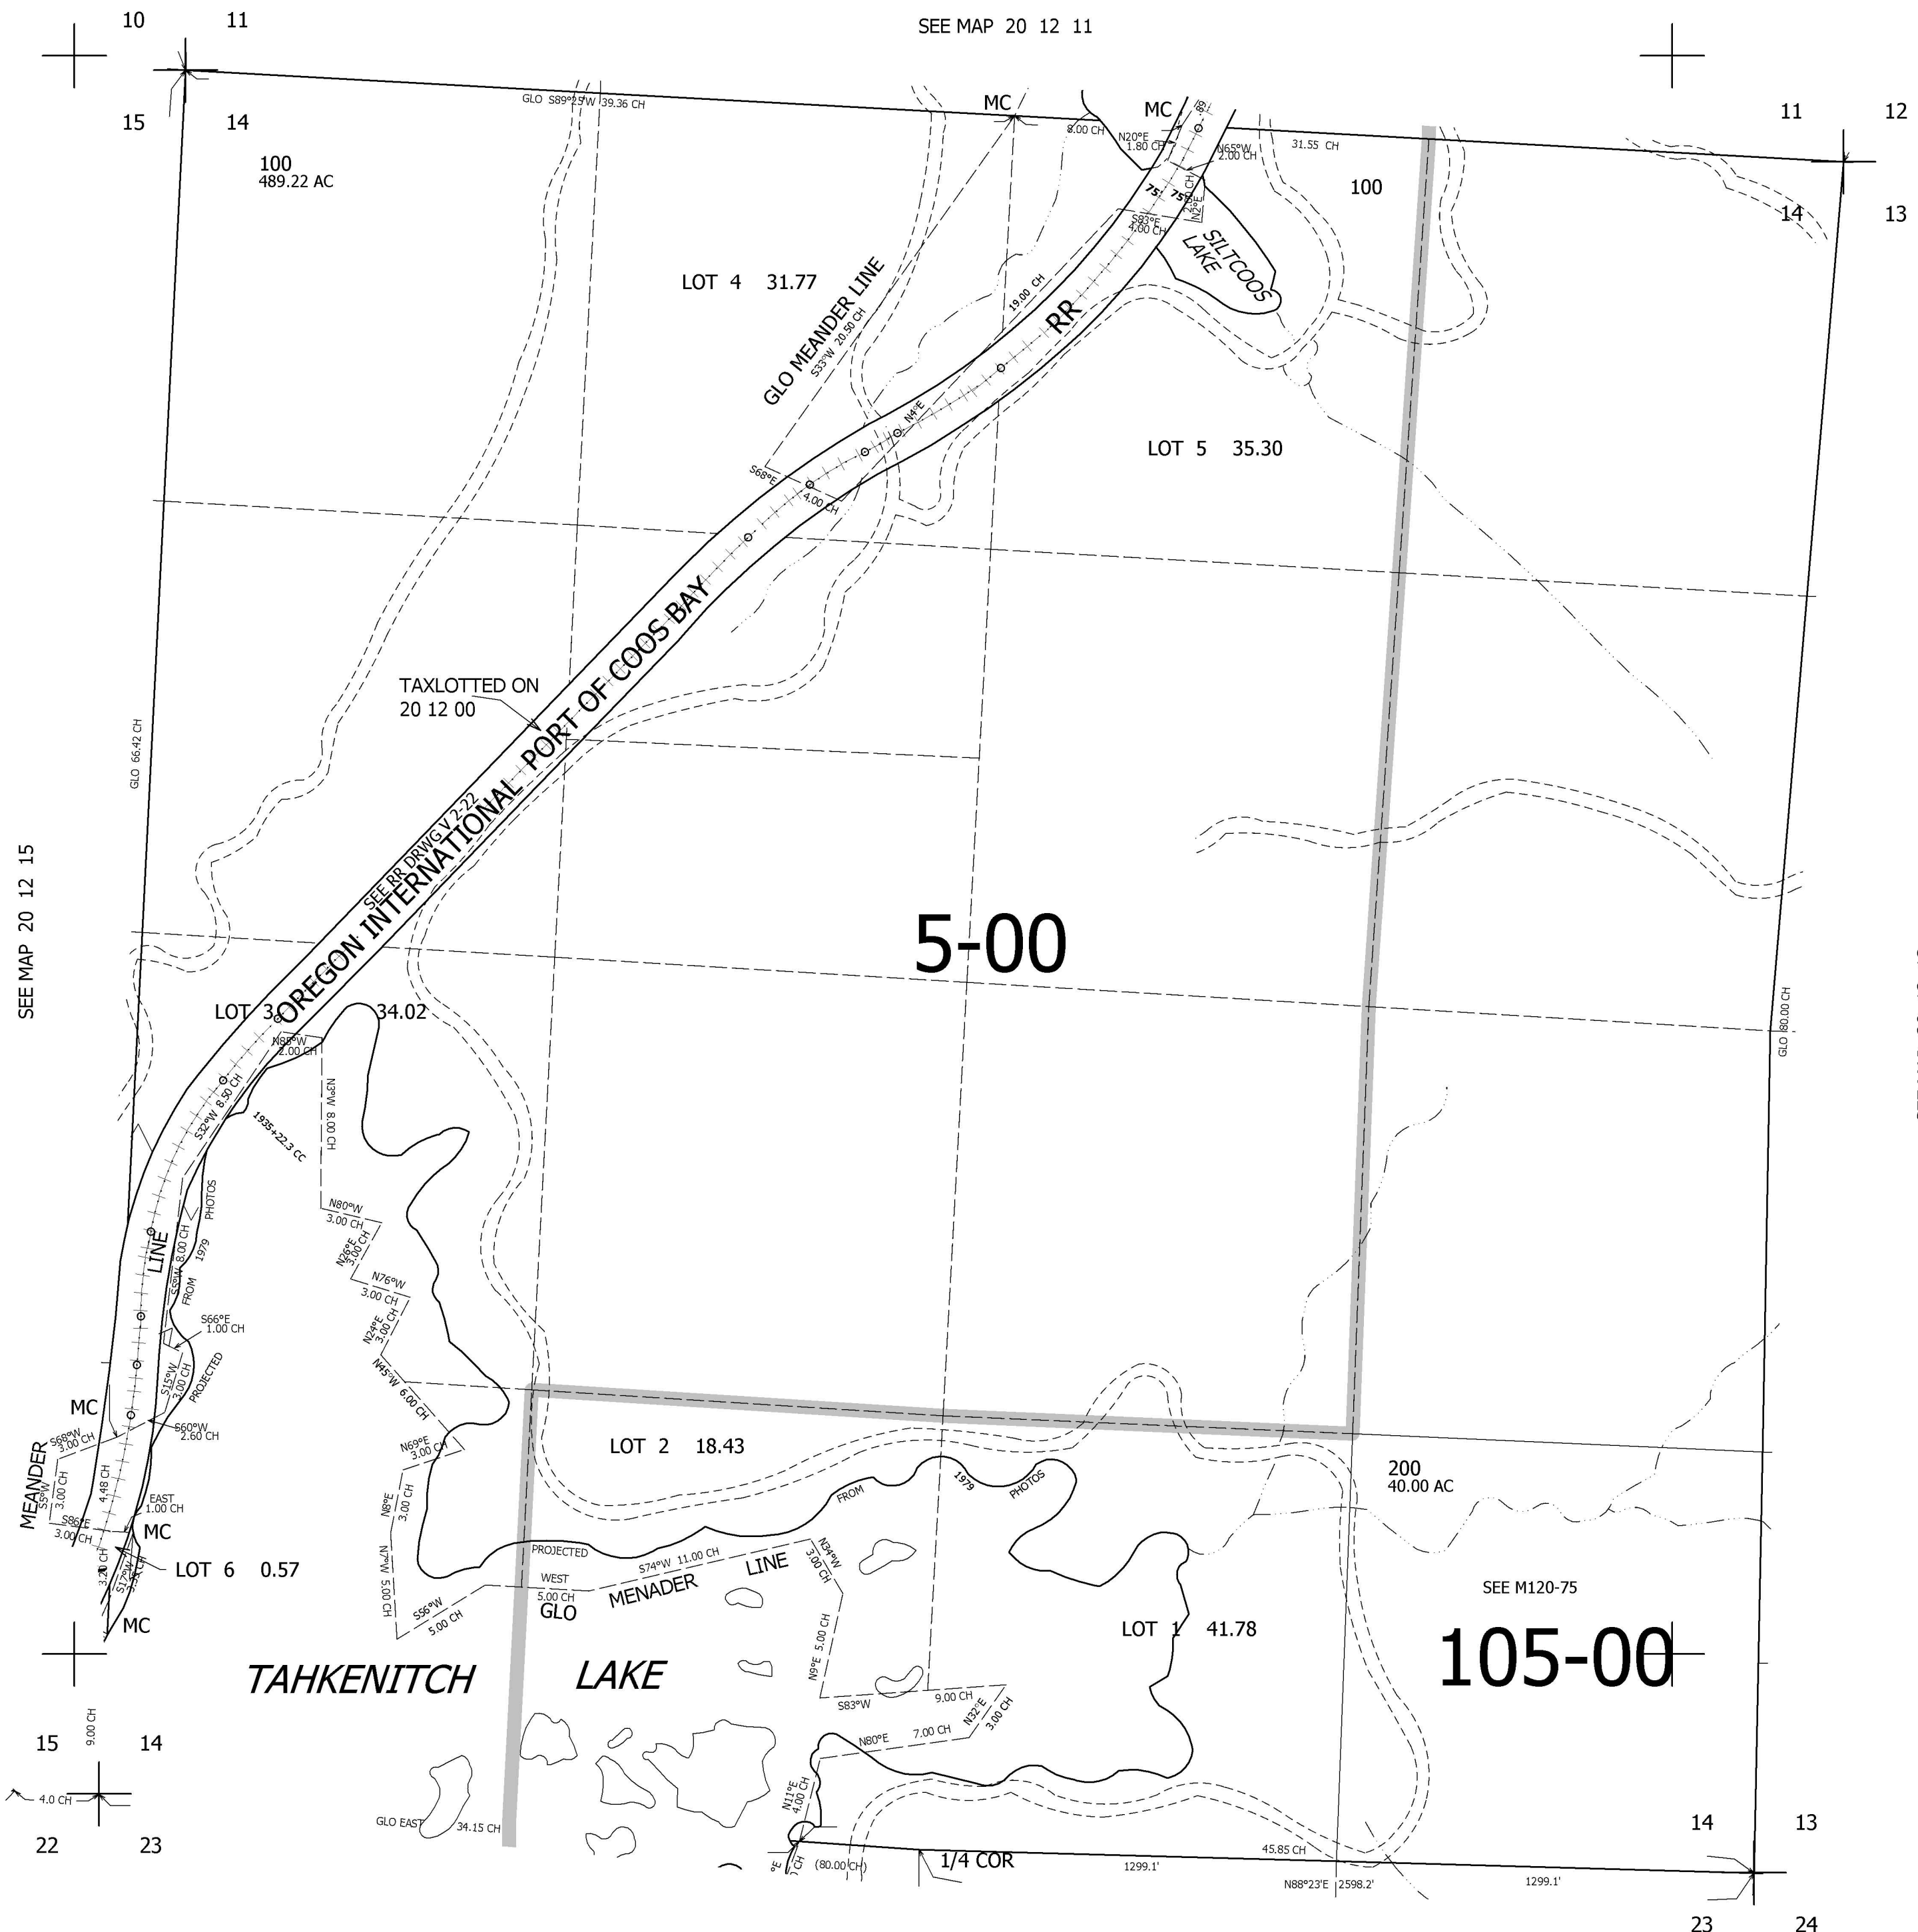 10 11
SEE MAP 20 12 11
GLO S89°25'W 39.36 CH
MC
MC
8.00 CH
N20°E
1.80 CH
N65°W
2.00 CH
31.55 CH
11 12
15 14
100
489.22 AC
100
14 13
75' 75'
N2°E
S83°E
4.00 CH
SILTCOOS
LAKE
LOT 4 31.77
GLO MEANDER LINE
S33°W 20.50 CH
19.00 CH
RR
N4°E
LOT 5 35.30
S68°E
4.00 CH
TAXLOTTED ON
20 12 00
GLO 66.42 CH
SEE MAP 20 12 15
SEE RR DRWG V 2-22
OREGON INTERNATIONAL PORT OF COOS BAY
5-00
GLO 80.00 CH
LOT 3 34.02
N85°W
2.00 CH
S32°W 8.50 CH
1935+22.3 CC
N3°W 8.00 CH
N80°W
3.00 CH
N26°E
3.00 CH
N76°W
3.00 CH
N24°E
3.00 CH
N45°W 6.00 CH
N69°E
3.00 CH
N8°E
3.00 CH
N7°W 5.00 CH
LINE
S5°W 8.00 CH
FROM 1979 PHOTOS
S66°E
1.00 CH
S15°W
3.00 CH
PROJECTED
S60°W
2.60 CH
MC
S68°W
3.00 CH
MEANDER
S5°W
3.00 CH
4.48 CH
EAST
1.00 CH
S86°E
3.00 CH
MC
3.20 CH
S17°W
LOT 6 0.57
MC
LOT 2 18.43
PROJECTED
FROM
1979
PHOTOS
200
40.00 AC
S56°W
5.00 CH
WEST
5.00 CH
GLO
S74°W 11.00 CH
MENADER LINE
N34°W
3.00 CH
N9°E 5.00 CH
S83°W 9.00 CH
N32°E
3.00 CH
N80°E 7.00 CH
N11°E
4.00 CH
SEE M120-75
LOT 1 41.78
105-00
TAHKENITCH LAKE
9.00 CH
15 14
4.0 CH
22 23
GLO EAST 34.15 CH
(80.00 CH)
1/4 COR
1299.1'
45.85 CH
N88°23'E 2598.2'
1299.1'
14 13
23 24